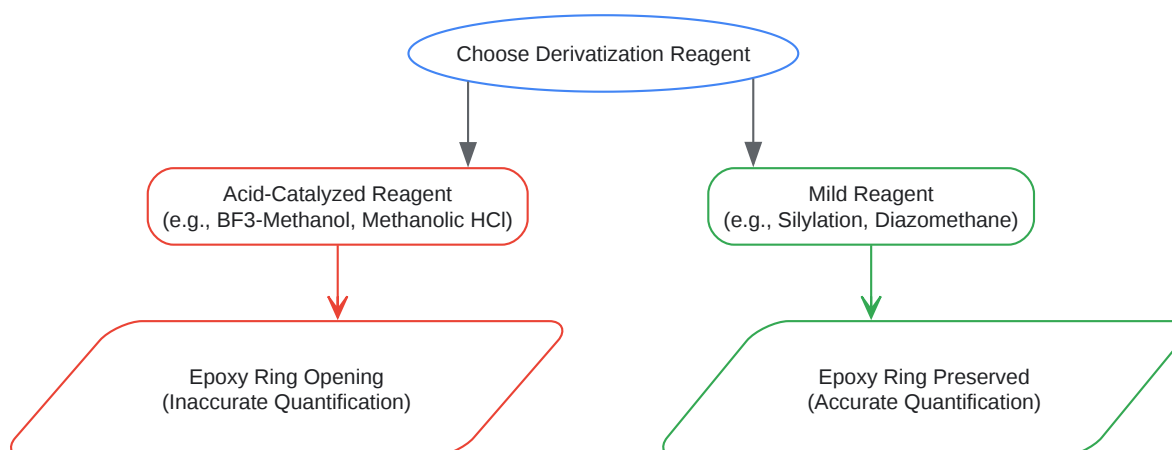 Choose Derivatization Reagent
Acid-Catalyzed Reagent
(e.g., BF3-Methanol, Methanolic HCl)
Mild Reagent
(e.g., Silylation, Diazomethane)
Epoxy Ring Opening
(Inaccurate Quantification)
Epoxy Ring Preserved
(Accurate Quantification)